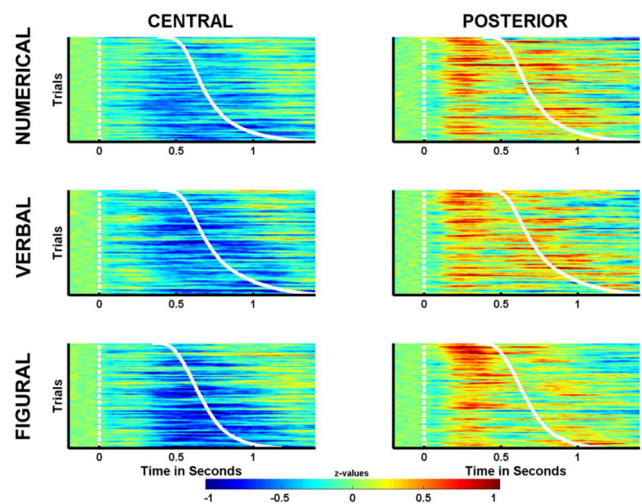 CENTRAL POSTERIOR
NUMERICAL
Trials
0 0.5 1 0 0.5 1
VERBAL
Trials
0 0.5 1 0 0.5 1
FIGURAL
Trials
0 0.5 1 0 0.5 1
Time in Seconds z-values Time in Seconds
-1 -0.5 0 0.5 1